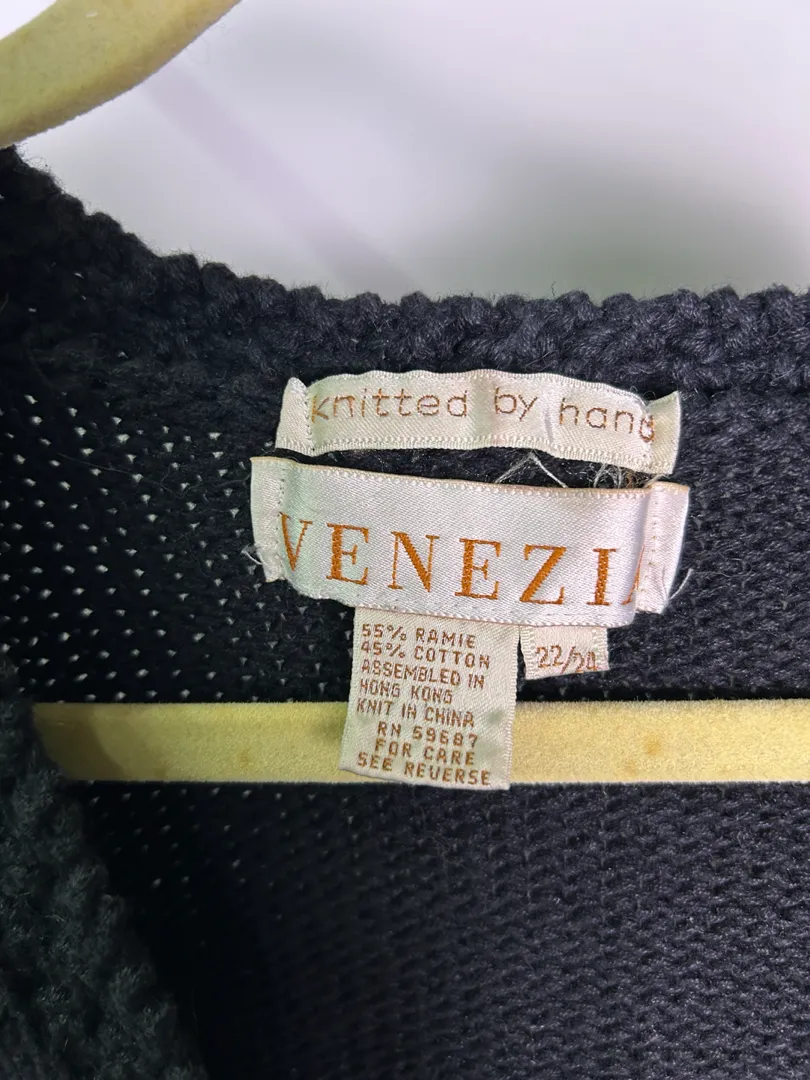 knitted by hand
VENEZIA
55% RAMIE
45% COTTON
ASSEMBLED IN
HONG KONG
KNIT IN CHINA
RN 59687
FOR CARE
SEE REVERSE
22/24